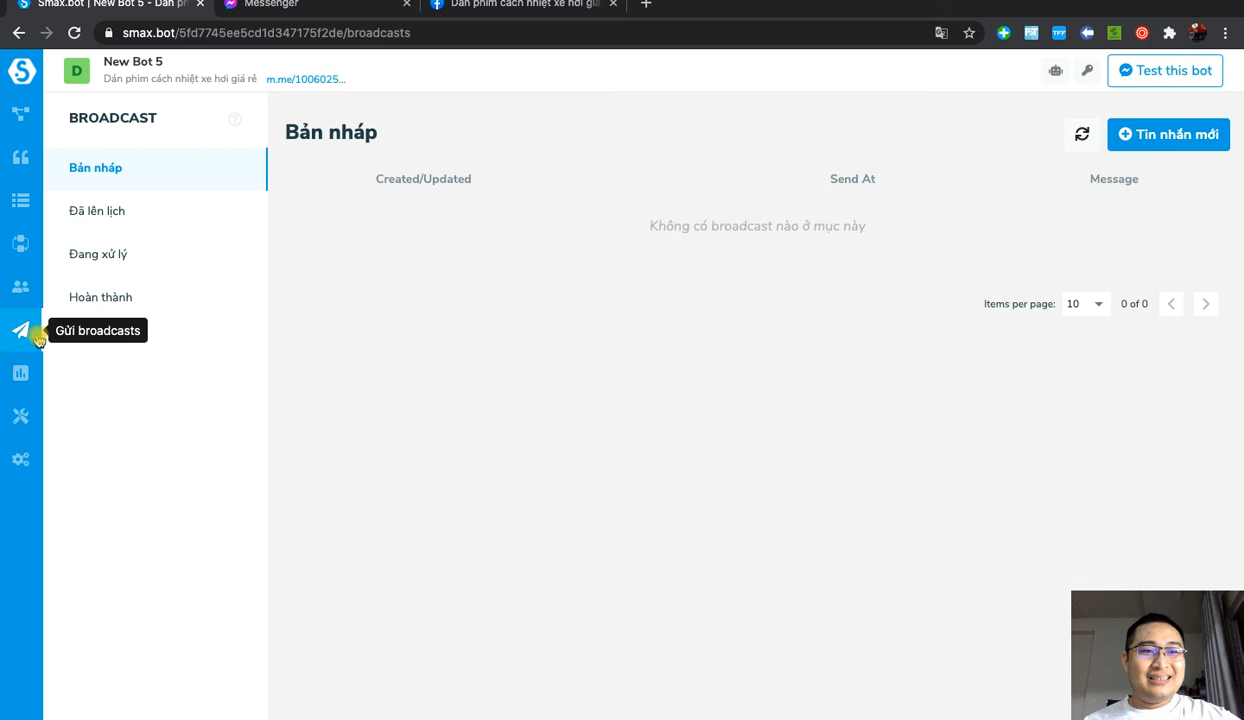 Smax.bot | New Bot 5 - Dán ph
Messenger
Dán phim cách nhiệt xe hơi giá
smax.bot/5fd7745ee5cd1d347175f2de/broadcasts
New Bot 5
Dán phim cách nhiệt xe hơi giá rẻ m.me/1006025...
Test this bot
BROADCAST
Bản nháp
Đã lên lịch
Đang xử lý
Hoàn thành
Gửi broadcasts
Bản nháp
Tin nhắn mới
Created/Updated
Send At
Message
Không có broadcast nào ở mục này
Items per page: 10 0 of 0